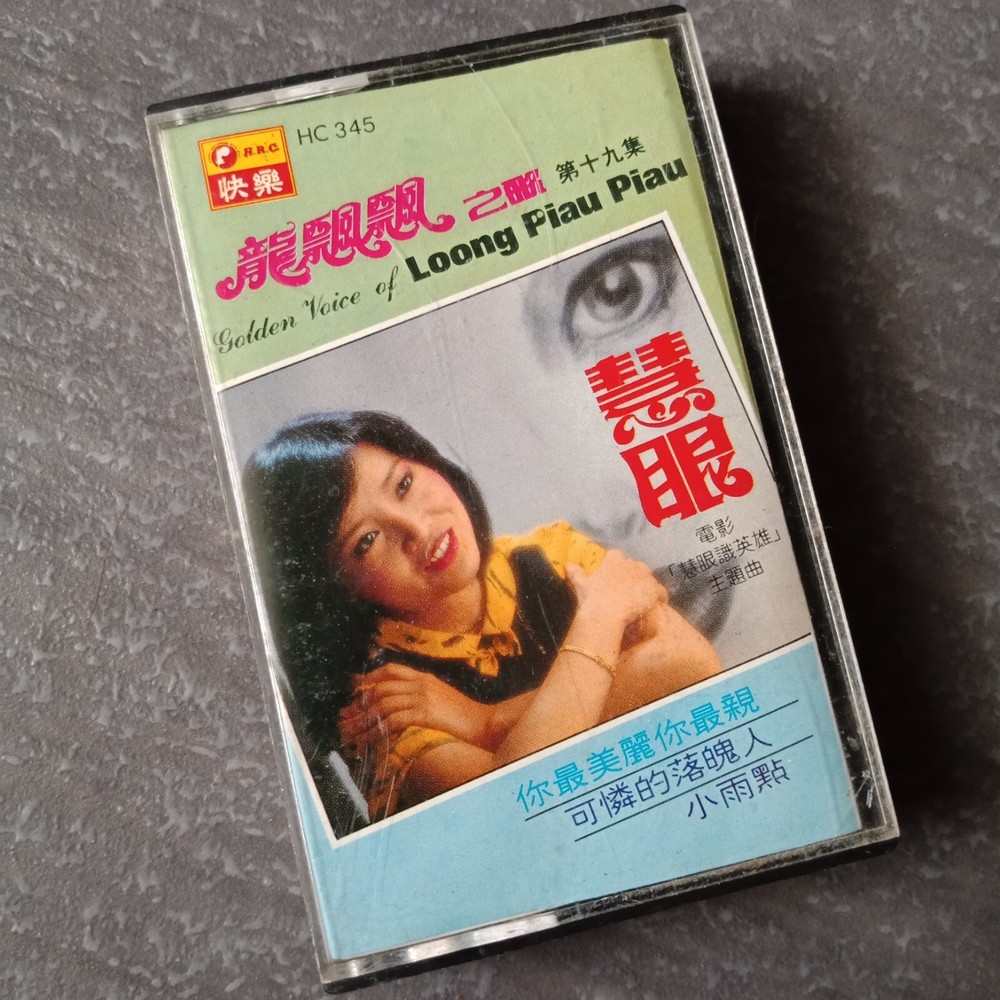 H.R.C.
快樂
HC 345
龍飄飄 之歌 第十九集
Golden Voice of Loong Piau Piau
慧眼
電影
「慧眼識英雄」
主題曲
你最美麗你最親
可憐的落魄人
小雨點